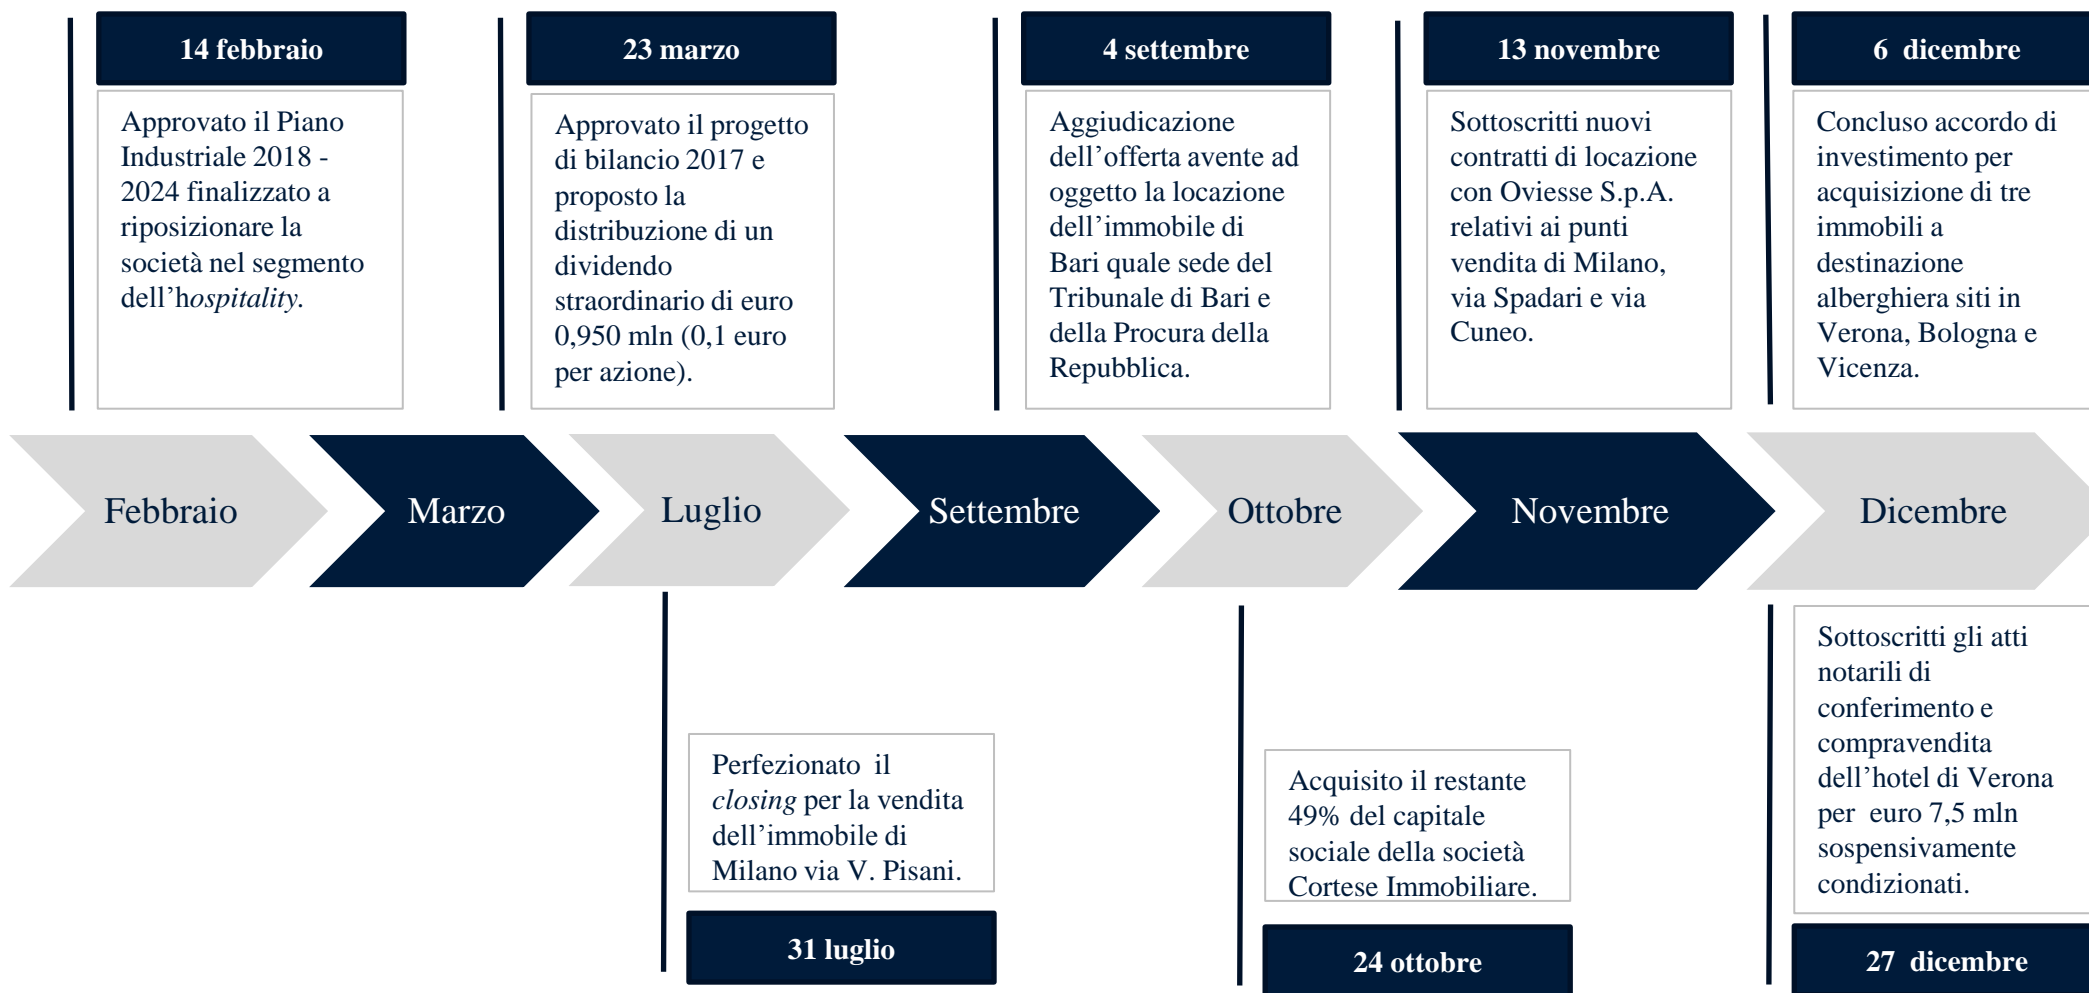 14 febbraio
Approvato il Piano
Industriale 2018 -
2024 finalizzato a
riposizionare la
società nel segmento
dell’hospitality.
23 marzo
Approvato il progetto
di bilancio 2017 e
proposto la
distribuzione di un
dividendo
straordinario di euro
0,950 mln (0,1 euro
per azione).
4 settembre
Aggiudicazione
dell’offerta avente ad
oggetto la locazione
dell’immobile di
Bari quale sede del
Tribunale di Bari e
della Procura della
Repubblica.
13 novembre
Sottoscritti nuovi
contratti di locazione
con Oviesse S.p.A.
relativi ai punti
vendita di Milano,
via Spadari e via
Cuneo.
6 dicembre
Concluso accordo di
investimento per
acquisizione di tre
immobili a
destinazione
alberghiera siti in
Verona, Bologna e
Vicenza.
Febbraio
Marzo
Luglio
Settembre
Ottobre
Novembre
Dicembre
Perfezionato il
closing per la vendita
dell’immobile di
Milano via V. Pisani.
31 luglio
Acquisito il restante
49% del capitale
sociale della società
Cortese Immobiliare.
24 ottobre
Sottoscritti gli atti
notarili di
conferimento e
compravendita
dell’hotel di Verona
per euro 7,5 mln
sospensivamente
condizionati.
27 dicembre